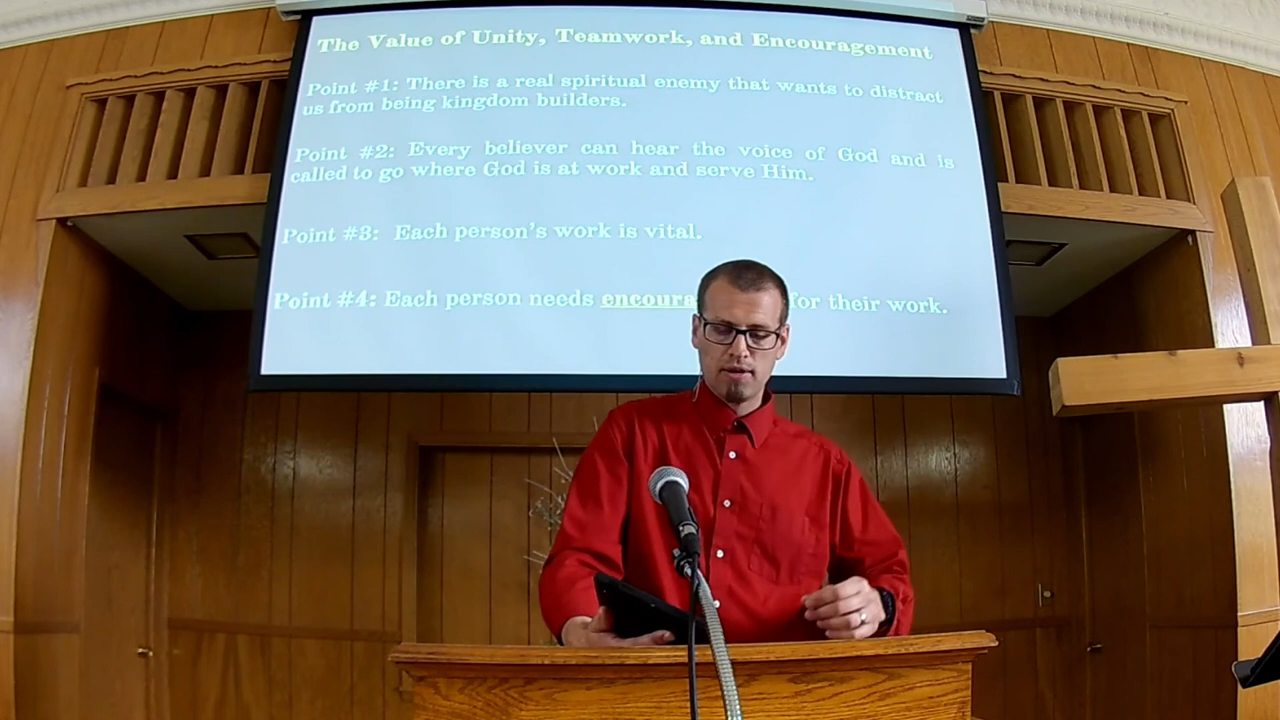 The Value of Unity, Teamwork, and Encouragement
Point #1: There is a real spiritual enemy that wants to distract
us from being kingdom builders.
Point #2: Every believer can hear the voice of God and is
called to go where God is at work and serve Him.
Point #3: Each person's work is vital.
Point #4: Each person needs encoura for their work.